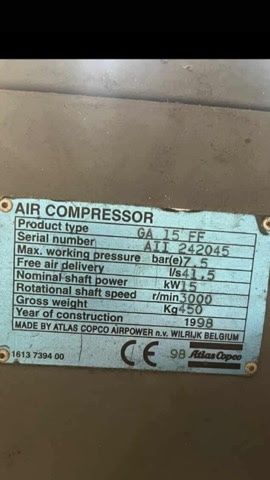 AIR COMPRESSOR
Product type GA 15 FF
Serial number AII 242045
Max. working pressure bar(e) 7.5
Free air delivery l/s 41.5
Nominal shaft power kW 15
Rotational shaft speed r/min 3000
Gross weight Kg 450
Year of construction 1998
MADE BY ATLAS COPCO AIRPOWER n.v. WILRIJK BELGIUM
1613 7394 00 CE 98 Atlas Copco